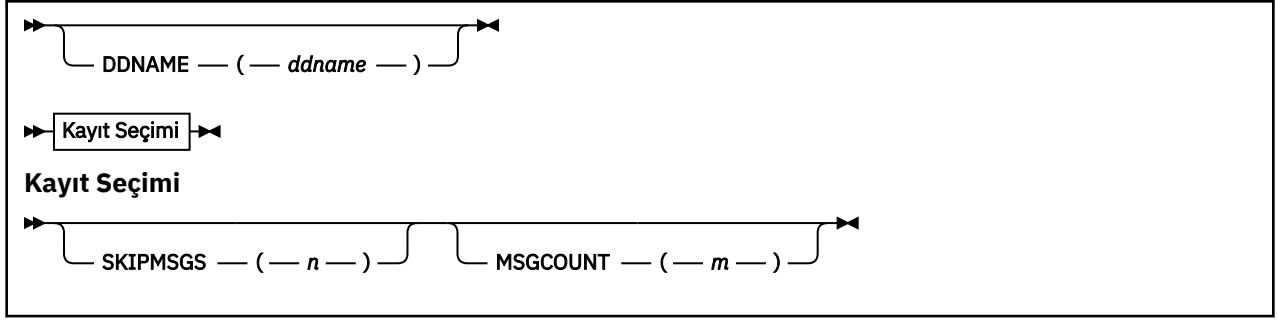 DDNAME ( ddname )
Kayıt Seçimi
Kayıt Seçimi
SKIPMSGS ( n ) MSGCOUNT ( m )